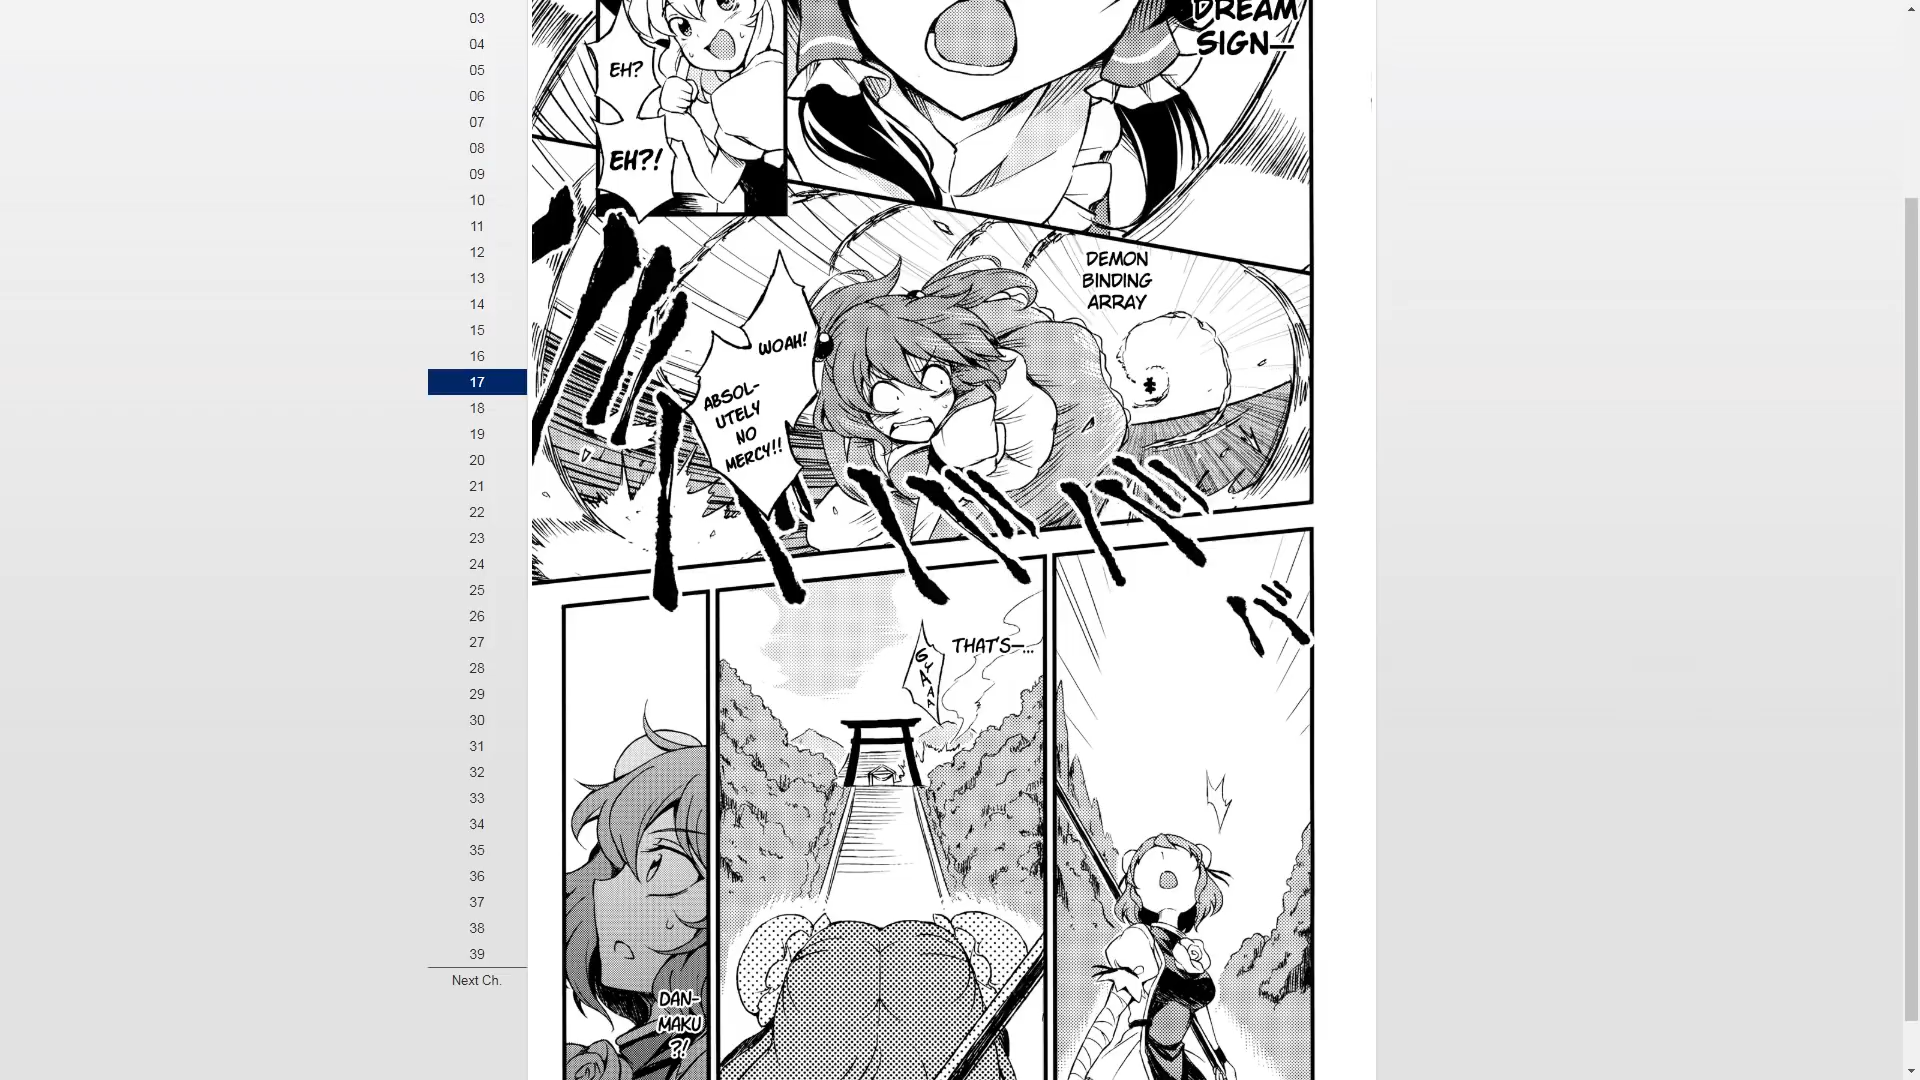 03
04
05
06
07
08
09
10
11
12
13
14
15
16
17
18
19
20
21
22
23
24
25
26
27
28
29
30
31
32
33
34
35
36
37
38
39
Next Ch.
DREAM
SIGN—
EH?
EH?!
DEMON
BINDING
ARRAY
WOAH!
ABSOL-
UTELY
NO
MERCY!!
THAT'S—...
GYAAA
DAN-
MAKU
?!